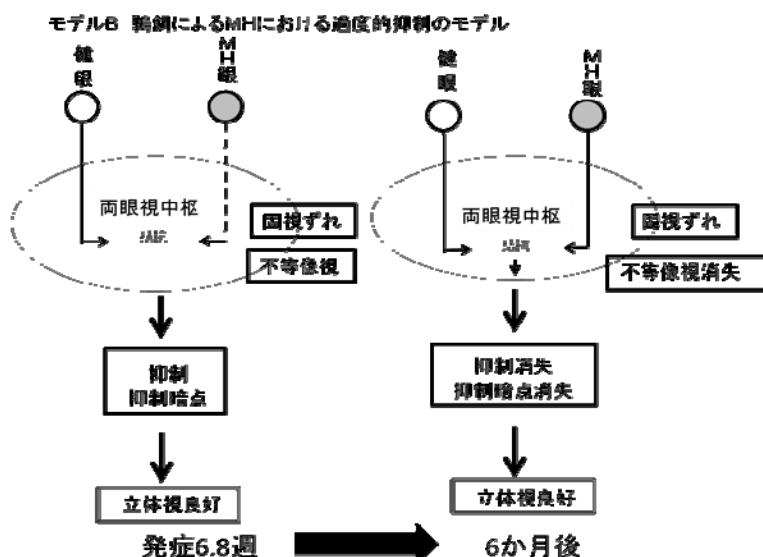 モデルB 鵜飼によるMHにおける過度的抑制のモデル
健眼
MH眼
両眼視中枢
固視ずれ
不等像視
抑制
抑制暗点
立体視良好
発症6.8週
健眼
MH眼
両眼視中枢
固視ずれ
不等像視消失
抑制消失
抑制暗点消失
立体視良好
6か月後